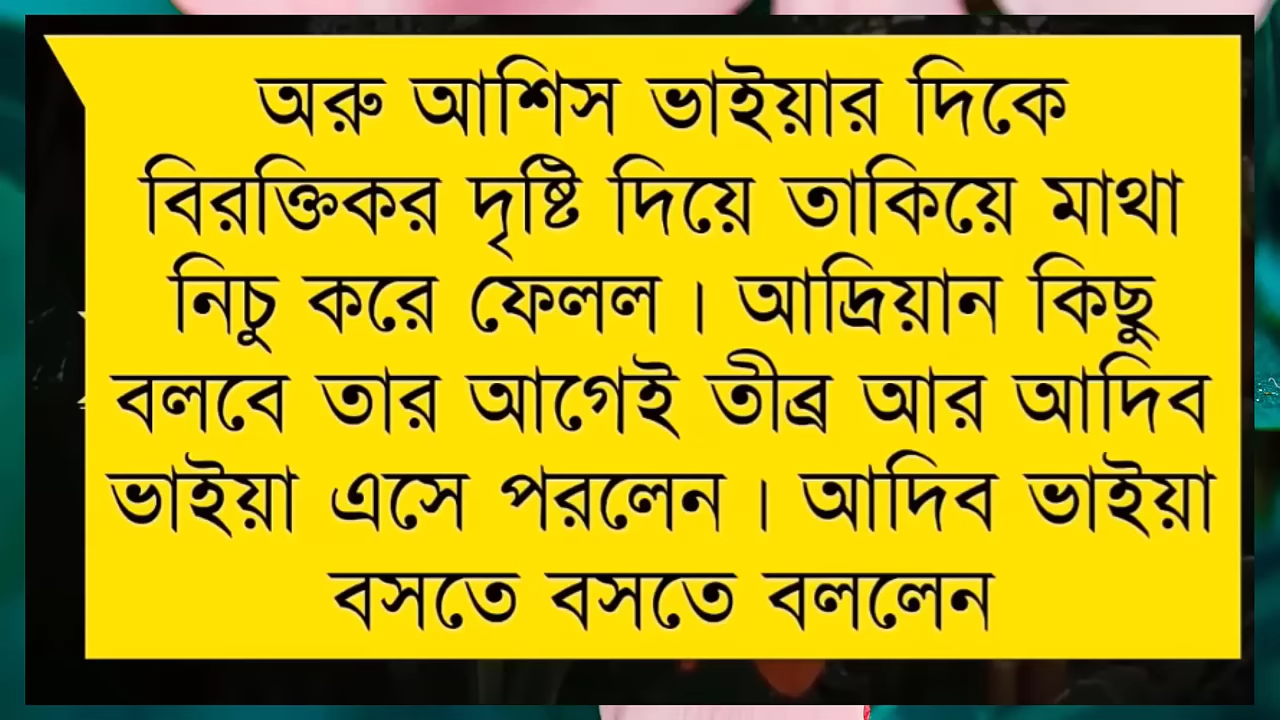 অরু আশিস ভাইয়ার দিকে
বিরক্তিকর দৃষ্টি দিয়ে তাকিয়ে মাথা
নিচু করে ফেলল । আদ্রিয়ান কিছু
বলবে তার আগেই তীব্র আর আদিব
ভাইয়া এসে পরলেন । আদিব ভাইয়া
বসতে বসতে বললেন